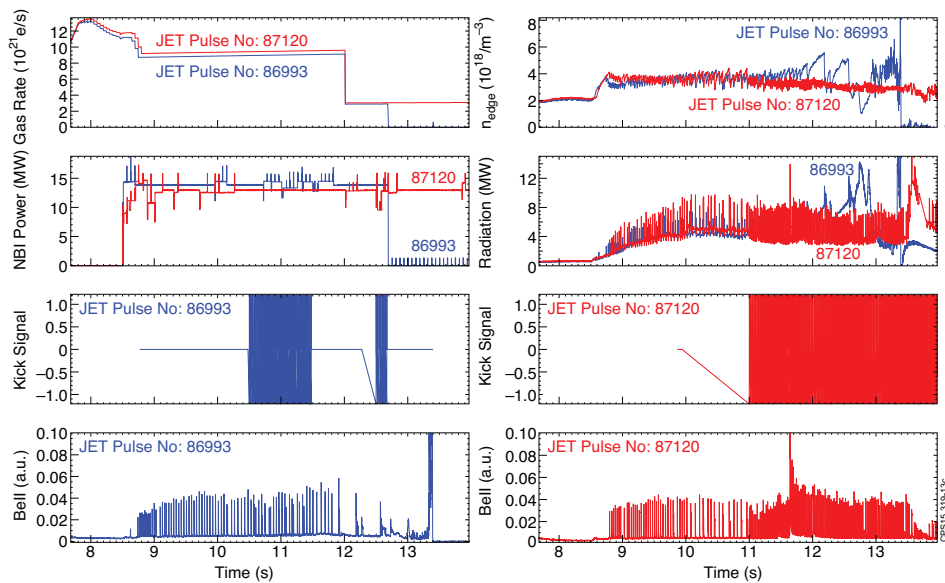 Gas Rate (10^21 e/s)
12
10
8
6
4
2
0
JET Pulse No: 87120
JET Pulse No: 86993
n_edge (10^18/m-3)
8
6
4
2
0
JET Pulse No: 86993
JET Pulse No: 87120
NBI Power (MW)
15
10
5
0
87120
86993
Radiation (MW)
12
8
4
0
86993
87120
Kick Signal
1.0
0.5
0
−0.5
−1.0
JET Pulse No: 86993
Kick Signal
1.0
0.5
0
−0.5
−1.0
JET Pulse No: 87120
BeII (a.u.)
0.10
0.08
0.06
0.04
0.02
0
JET Pulse No: 86993
8 9 10 11 12 13
Time (s)
BeII (a.u.)
0.10
0.08
0.06
0.04
0.02
0
JET Pulse No: 87120
8 9 10 11 12 13
Time (s)